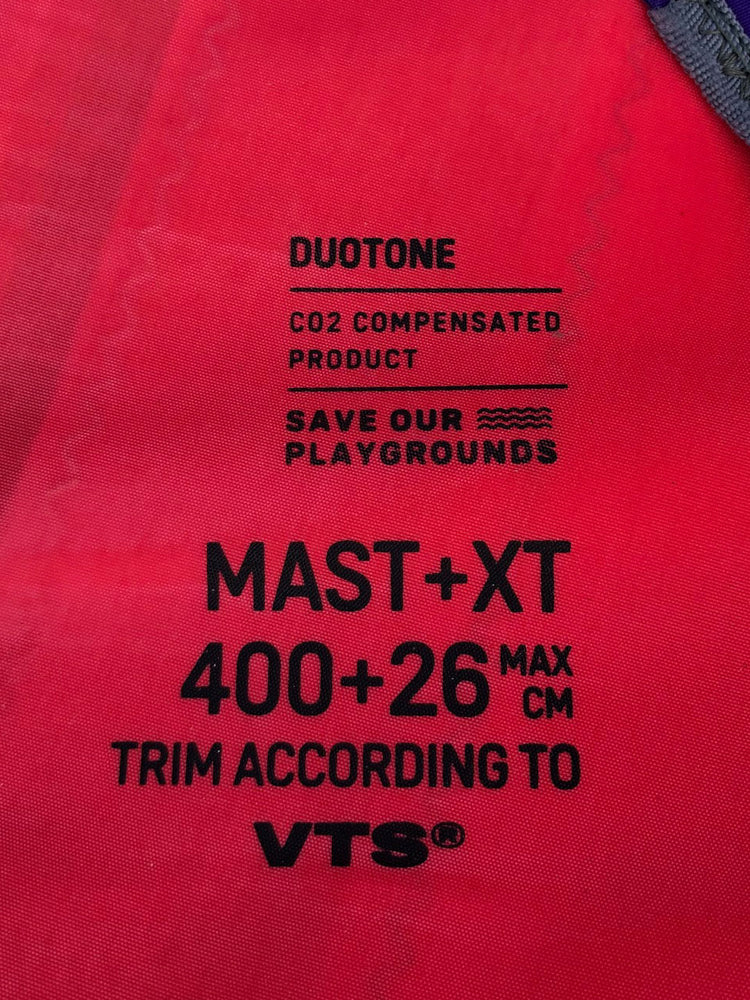 DUOTONE
CO2 COMPENSATED
PRODUCT
SAVE OUR
PLAYGROUNDS
MAST+XT
400+26 MAX CM
TRIM ACCORDING TO
VTS®